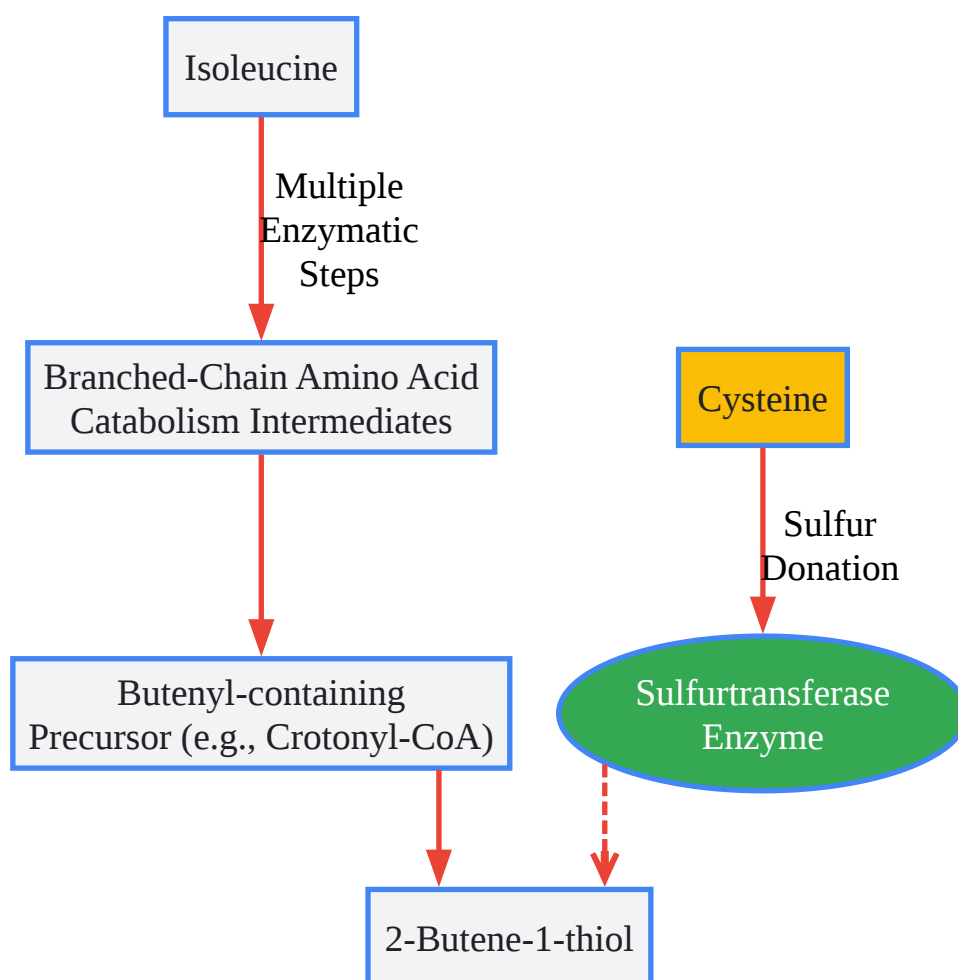 Isoleucine
Multiple
Enzymatic
Steps
Branched-Chain Amino Acid
Catabolism Intermediates
Cysteine
Sulfur
Donation
Butenyl-containing
Precursor (e.g., Crotonyl-CoA)
Sulfurtransferase
Enzyme
2-Butene-1-thiol